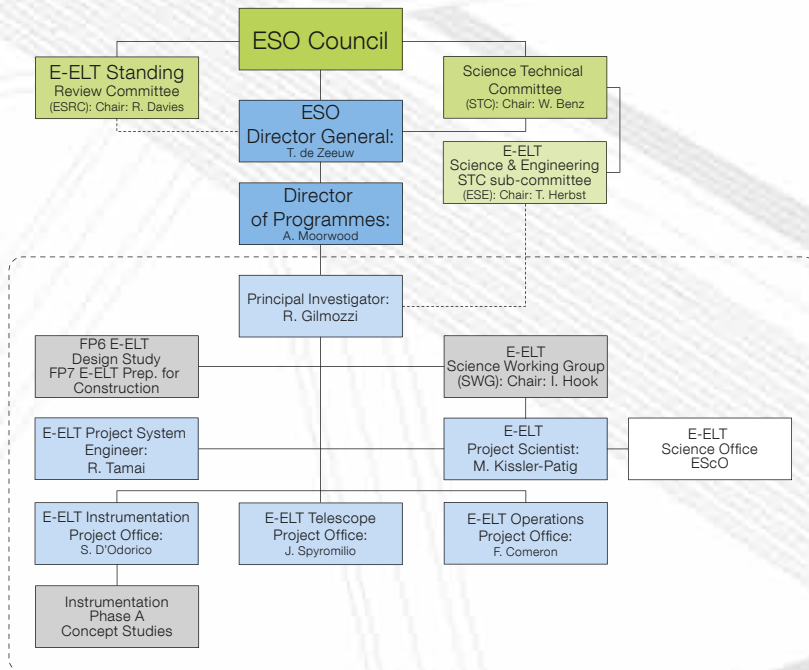 ESO Council
E-ELT Standing
Review Committee
(ESRC): Chair: R. Davies
Science Technical
Committee
(STC): Chair: W. Benz
ESO
Director General:
T. de Zeeuw
E-ELT
Science & Engineering
STC sub-committee
(ESE): Chair: T. Herbst
Director
of Programmes:
A. Moorwood
Principal Investigator:
R. Gilmozzi
FP6 E-ELT
Design Study
FP7 E-ELT Prep. for
Construction
E-ELT
Science Working Group
(SWG): Chair: I. Hook
E-ELT Project System
Engineer:
R. Tamai
E-ELT
Project Scientist:
M. Kissler-Patig
E-ELT
Science Office
EScO
E-ELT Instrumentation
Project Office:
S. D'Odorico
E-ELT Telescope
Project Office:
J. Spyromilio
E-ELT Operations
Project Office:
F. Comeron
Instrumentation
Phase A
Concept Studies